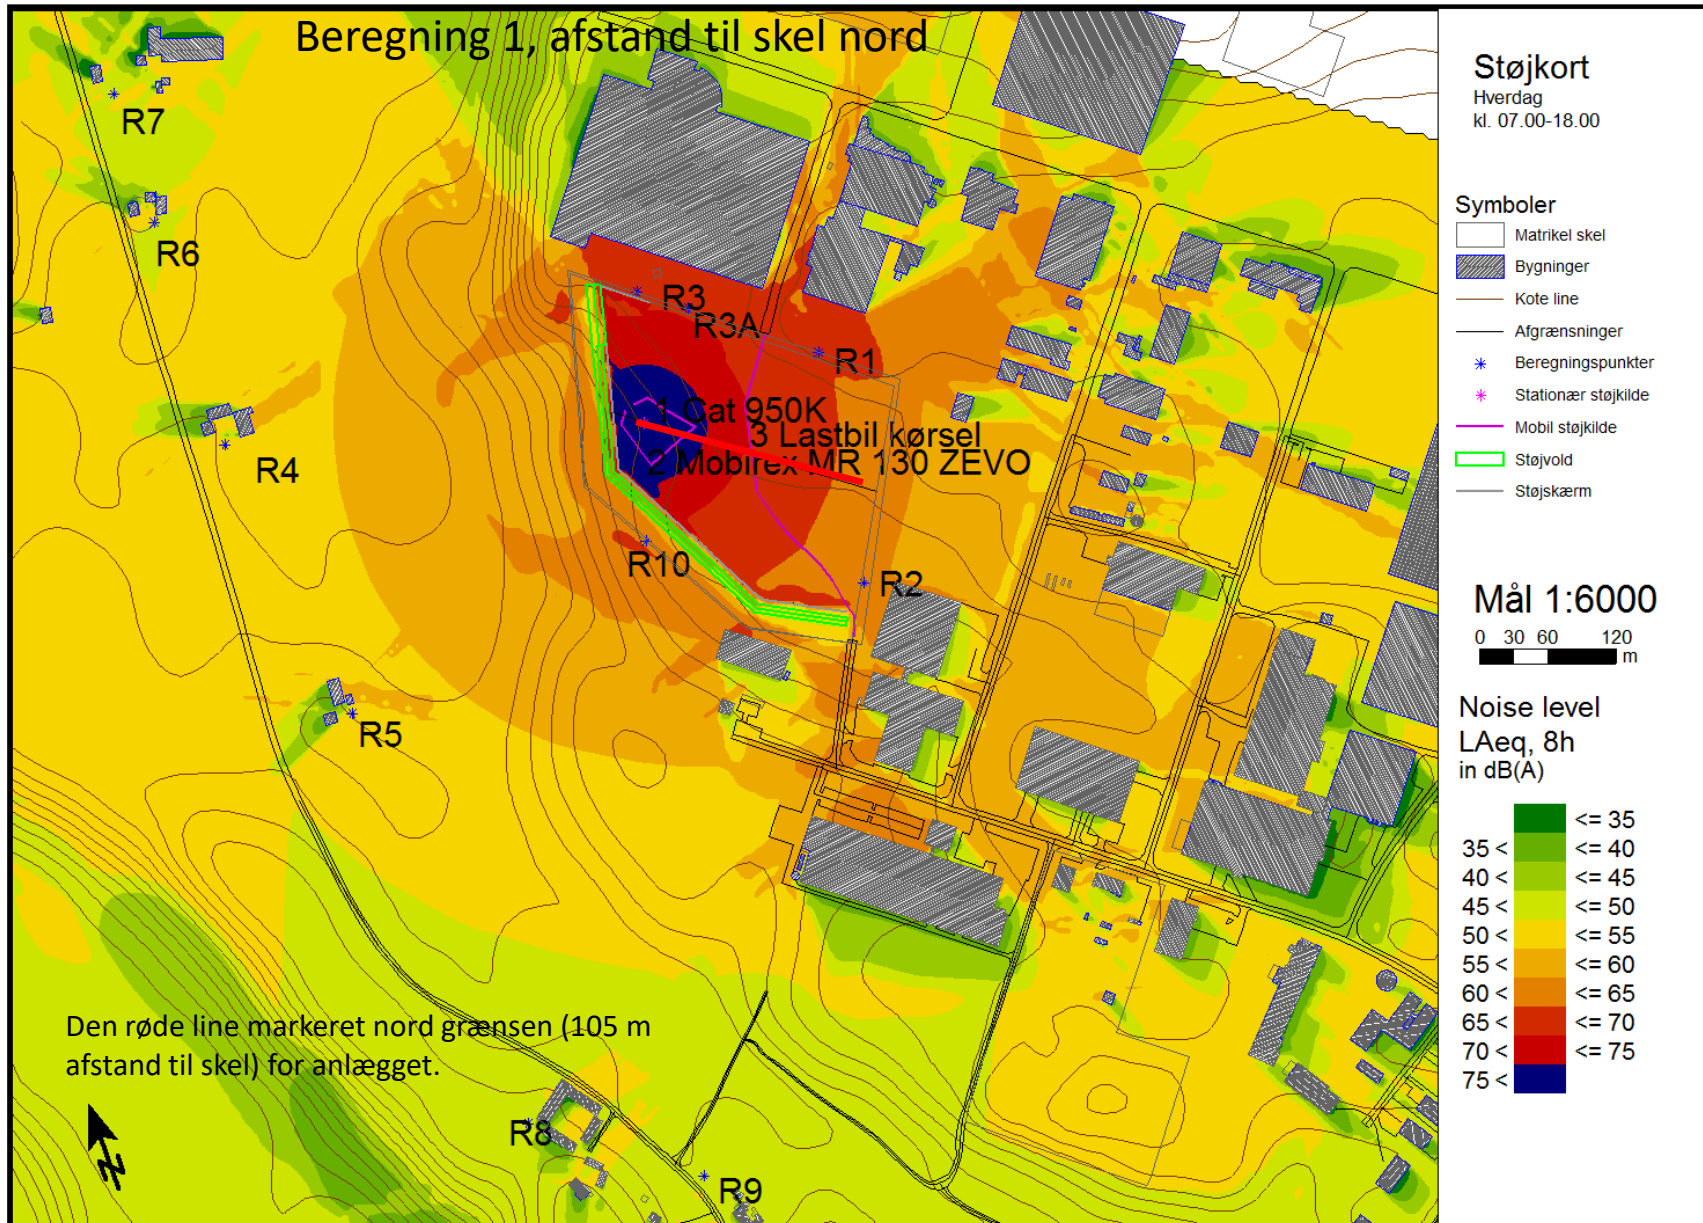 Beregning 1, afstand til skel nord
R7
R6
R3
R3A
R1
1 Cat 950K
3 Lastbil kørsel
2 Mobirex MR 130 ZEVO
R4
R10
R2
R5
Den røde line markeret nord grænsen (105 m
afstand til skel) for anlægget.
R8
R9
N
Støjkort
Hverdag
kl. 07.00-18.00
Symboler
Matrikel skel
Bygninger
Kote line
Afgrænsninger
Beregningspunkter
Stationær støjkilde
Mobil støjkilde
Støjvold
Støjskærm
Mål 1:6000
0 30 60 120
m
Noise level
LAeq, 8h
in dB(A)
<= 35
35 < <= 40
40 < <= 45
45 < <= 50
50 < <= 55
55 < <= 60
60 < <= 65
65 < <= 70
70 < <= 75
75 <